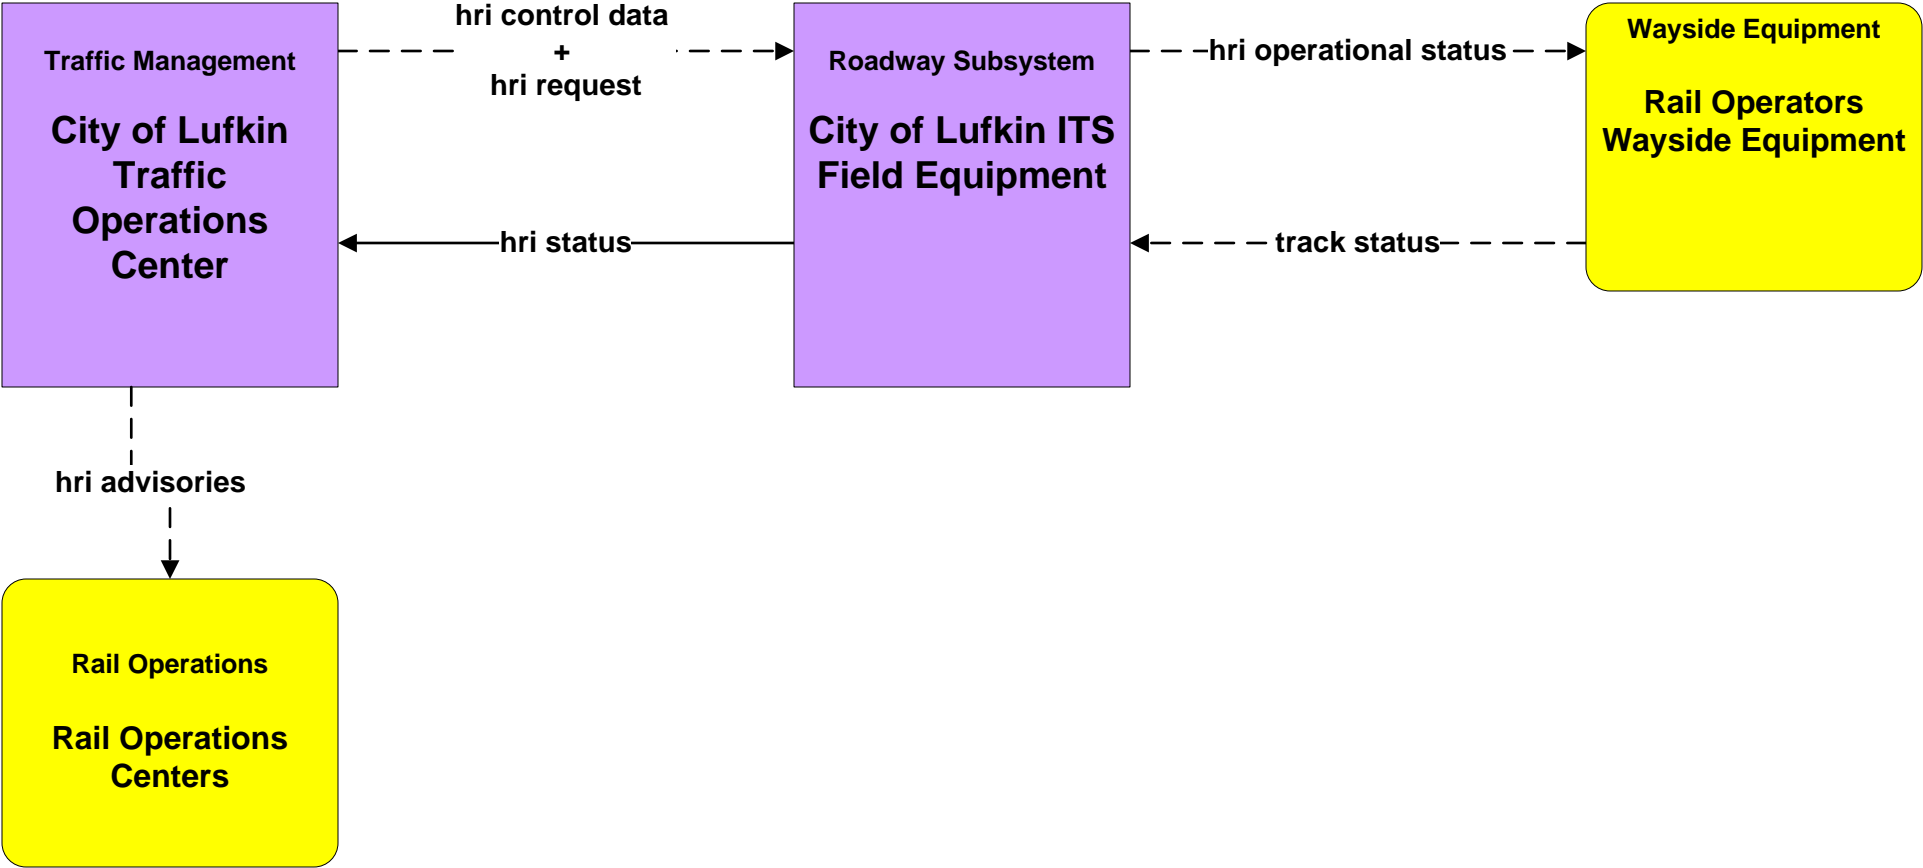 Traffic Management
City of Lufkin
Traffic
Operations
Center
hri control data
+
hri request
Roadway Subsystem
City of Lufkin ITS
Field Equipment
hri operational status
Wayside Equipment
Rail Operators
Wayside Equipment
hri status
track status
hri advisories
Rail Operations
Rail Operations
Centers